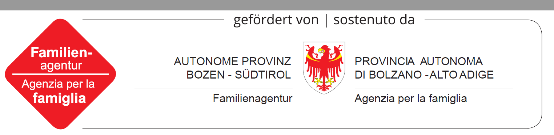 gefördert von | sostenuto da
Familien-
agentur
Agenzia per la
famiglia
AUTONOME PROVINZ
BOZEN - SÜDTIROL
Familienagentur
PROVINCIA AUTONOMA
DI BOLZANO - ALTO ADIGE
Agenzia per la famiglia